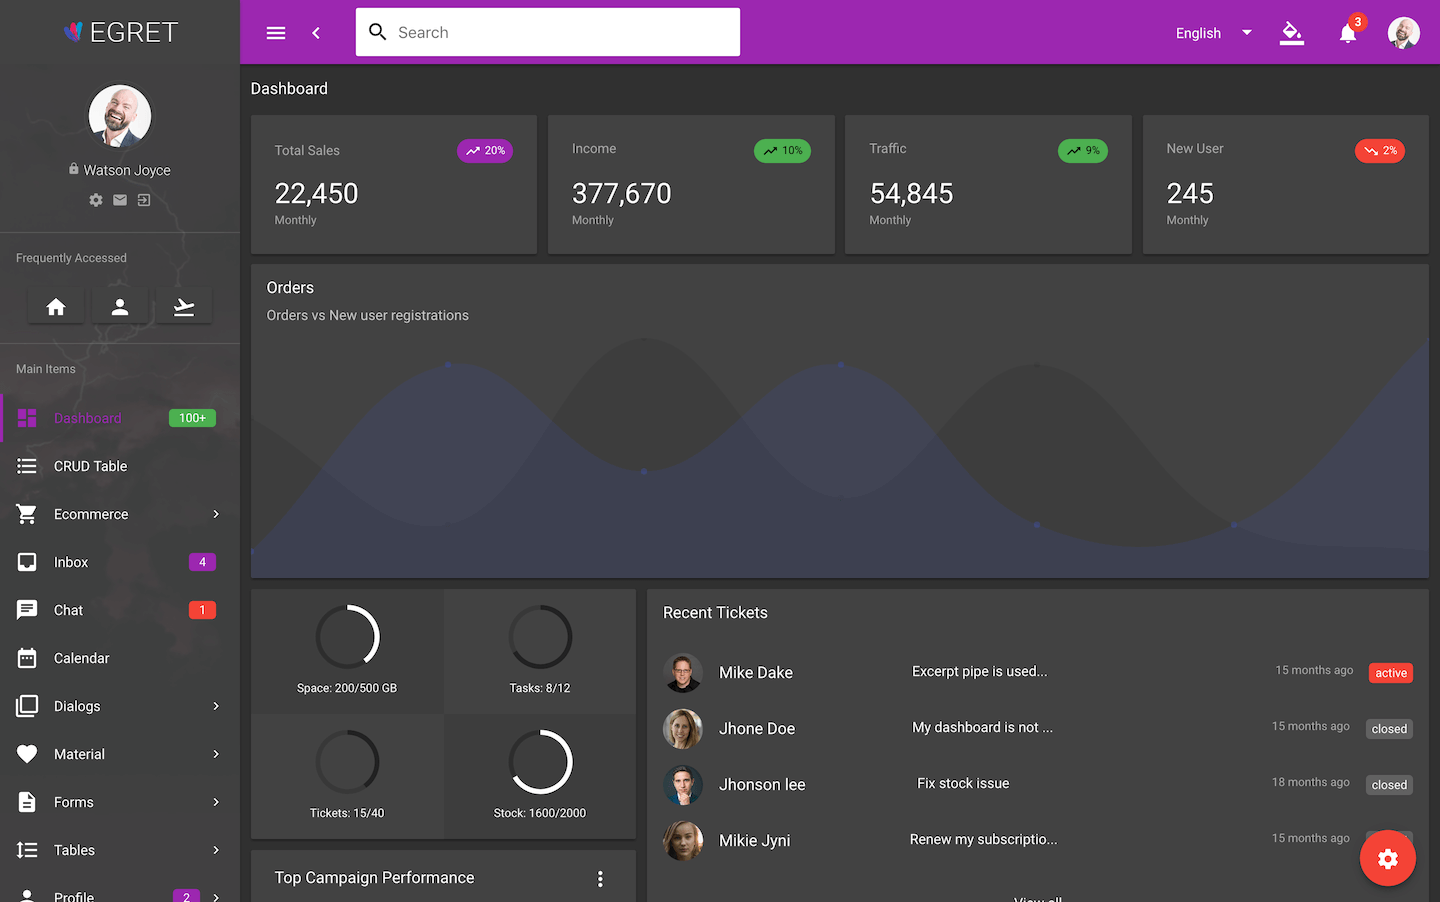 EGRET
Search
English
3
Watson Joyce
Frequently Accessed
Main Items
Dashboard
100+
CRUD Table
Ecommerce
Inbox
4
Chat
1
Calendar
Dialogs
Material
Forms
Tables
Profile
2
Dashboard
Total Sales
20%
22,450
Monthly
Income
10%
377,670
Monthly
Traffic
9%
54,845
Monthly
New User
2%
245
Monthly
Orders
Orders vs New user registrations
Space: 200/500 GB
Tasks: 8/12
Tickets: 15/40
Stock: 1600/2000
Top Campaign Performance
Recent Tickets
Mike Dake
Excerpt pipe is used...
15 months ago
active
Jhone Doe
My dashboard is not ...
15 months ago
closed
Jhonson lee
Fix stock issue
18 months ago
closed
Mikie Jyni
Renew my subscriptio...
15 months ago
View all